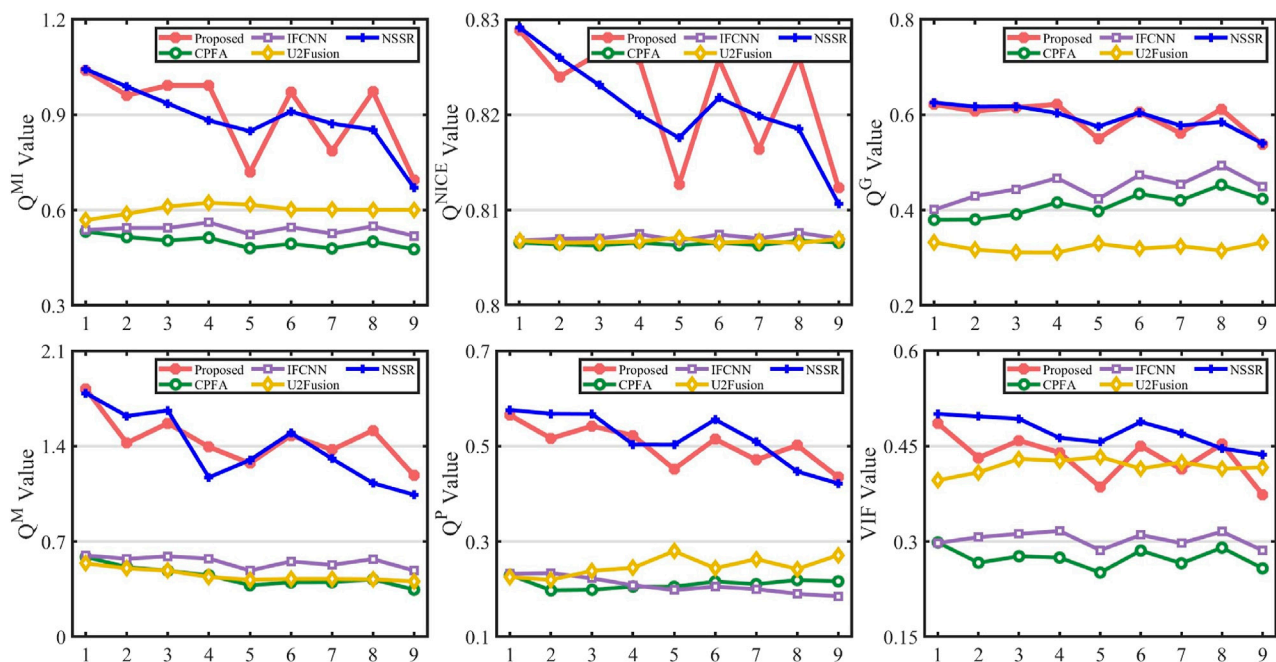 1.2
0.9
0.6
0.3
Q^MI Value
Proposed IFCNN NSSR
CPFA U2Fusion
1 2 3 4 5 6 7 8 9
0.83
0.82
0.81
0.8
Q^NICE Value
Proposed IFCNN NSSR
CPFA U2Fusion
1 2 3 4 5 6 7 8 9
0.8
0.6
0.4
0.2
Q^G Value
Proposed IFCNN NSSR
CPFA U2Fusion
1 2 3 4 5 6 7 8 9
2.1
1.4
0.7
0
Q^M Value
Proposed IFCNN NSSR
CPFA U2Fusion
1 2 3 4 5 6 7 8 9
0.7
0.5
0.3
0.1
Q^P Value
Proposed IFCNN NSSR
CPFA U2Fusion
1 2 3 4 5 6 7 8 9
0.6
0.45
0.3
0.15
VIF Value
Proposed IFCNN NSSR
CPFA U2Fusion
1 2 3 4 5 6 7 8 9